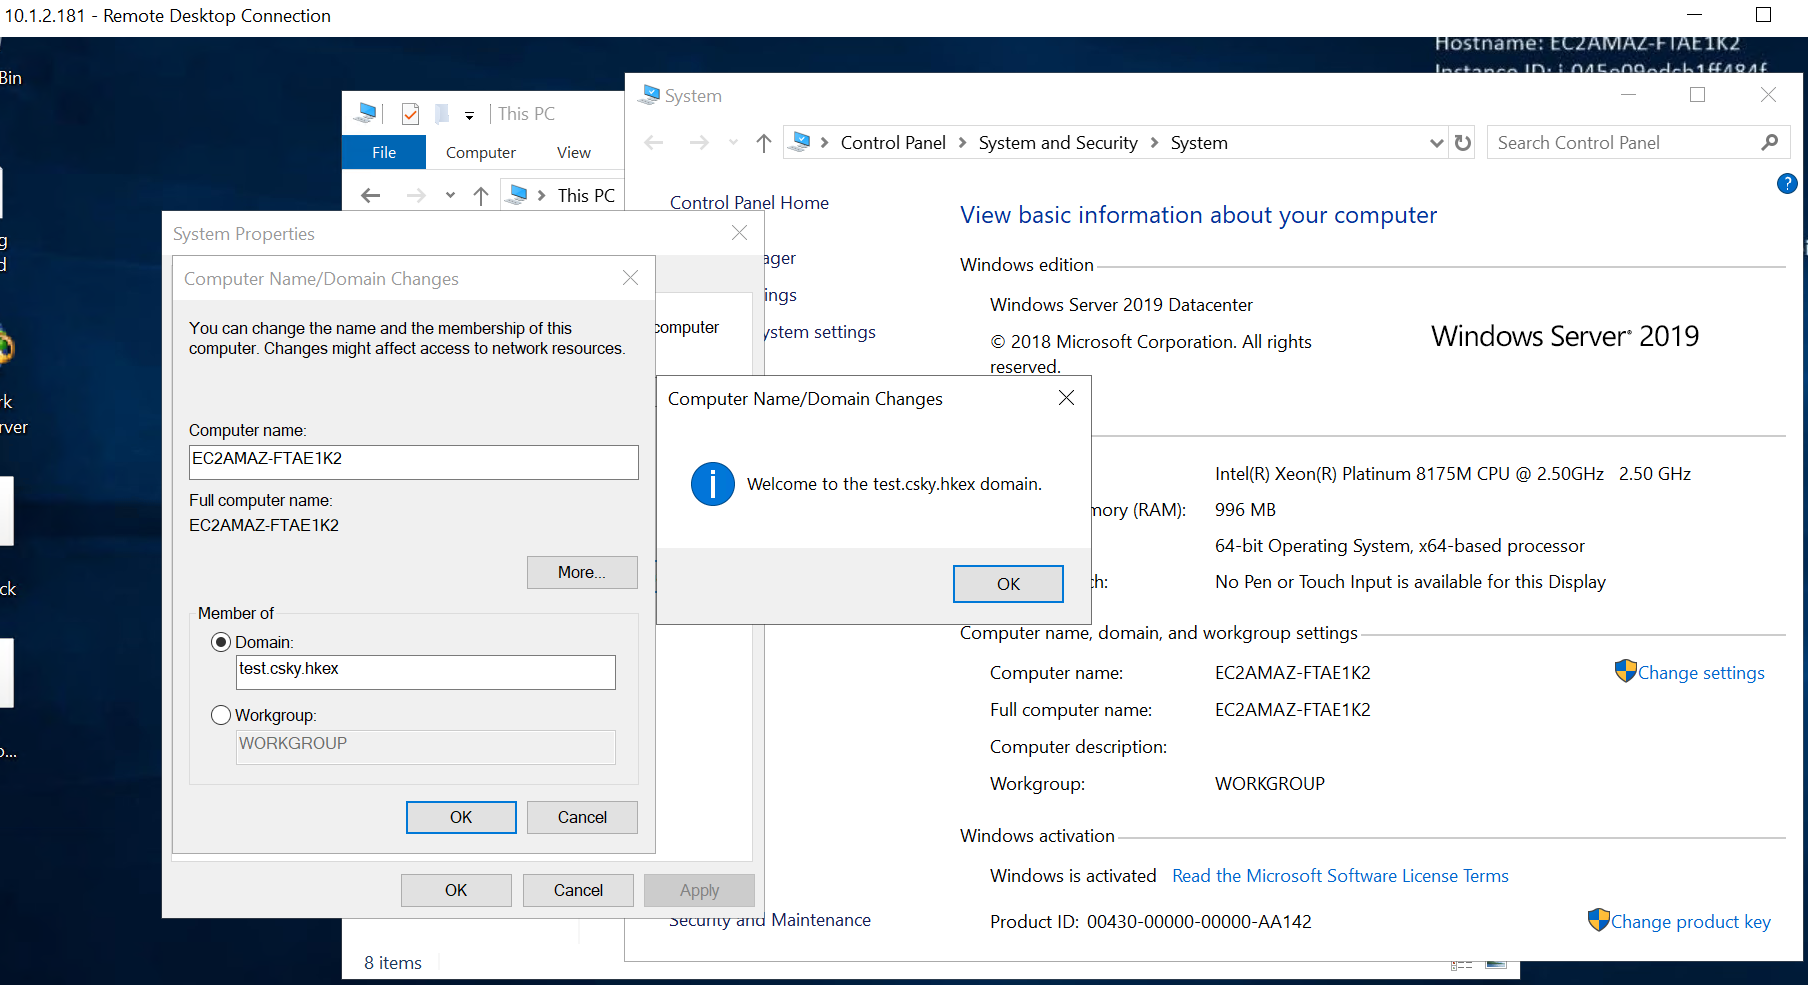 10.1.2.181 - Remote Desktop Connection
Hostname: EC2AMAZ-FTAE1K2
Bin
This PC
File
Computer
View
This PC
System
Control Panel
System and Security
System
Search Control Panel
Control Panel Home
ager
ings
ystem settings
Security and Maintenance
View basic information about your computer
Windows edition
Windows Server 2019 Datacenter
© 2018 Microsoft Corporation. All rights
reserved.
Windows Server 2019
Intel(R) Xeon(R) Platinum 8175M CPU @ 2.50GHz 2.50 GHz
mory (RAM): 996 MB
64-bit Operating System, x64-based processor
ch: No Pen or Touch Input is available for this Display
Computer name, domain, and workgroup settings
Computer name: EC2AMAZ-FTAE1K2
Change settings
Full computer name: EC2AMAZ-FTAE1K2
Computer description:
Workgroup: WORKGROUP
Windows activation
Windows is activated Read the Microsoft Software License Terms
Product ID: 00430-00000-00000-AA142
Change product key
System Properties
computer
Computer Name/Domain Changes
You can change the name and the membership of this
computer. Changes might affect access to network resources.
Computer name:
EC2AMAZ-FTAE1K2
Full computer name:
EC2AMAZ-FTAE1K2
More...
Member of
Domain:
test.csky.hkex
Workgroup:
WORKGROUP
OK
Cancel
OK
Cancel
Apply
Computer Name/Domain Changes
Welcome to the test.csky.hkex domain.
OK
8 items
g
d
rk
rver
ck